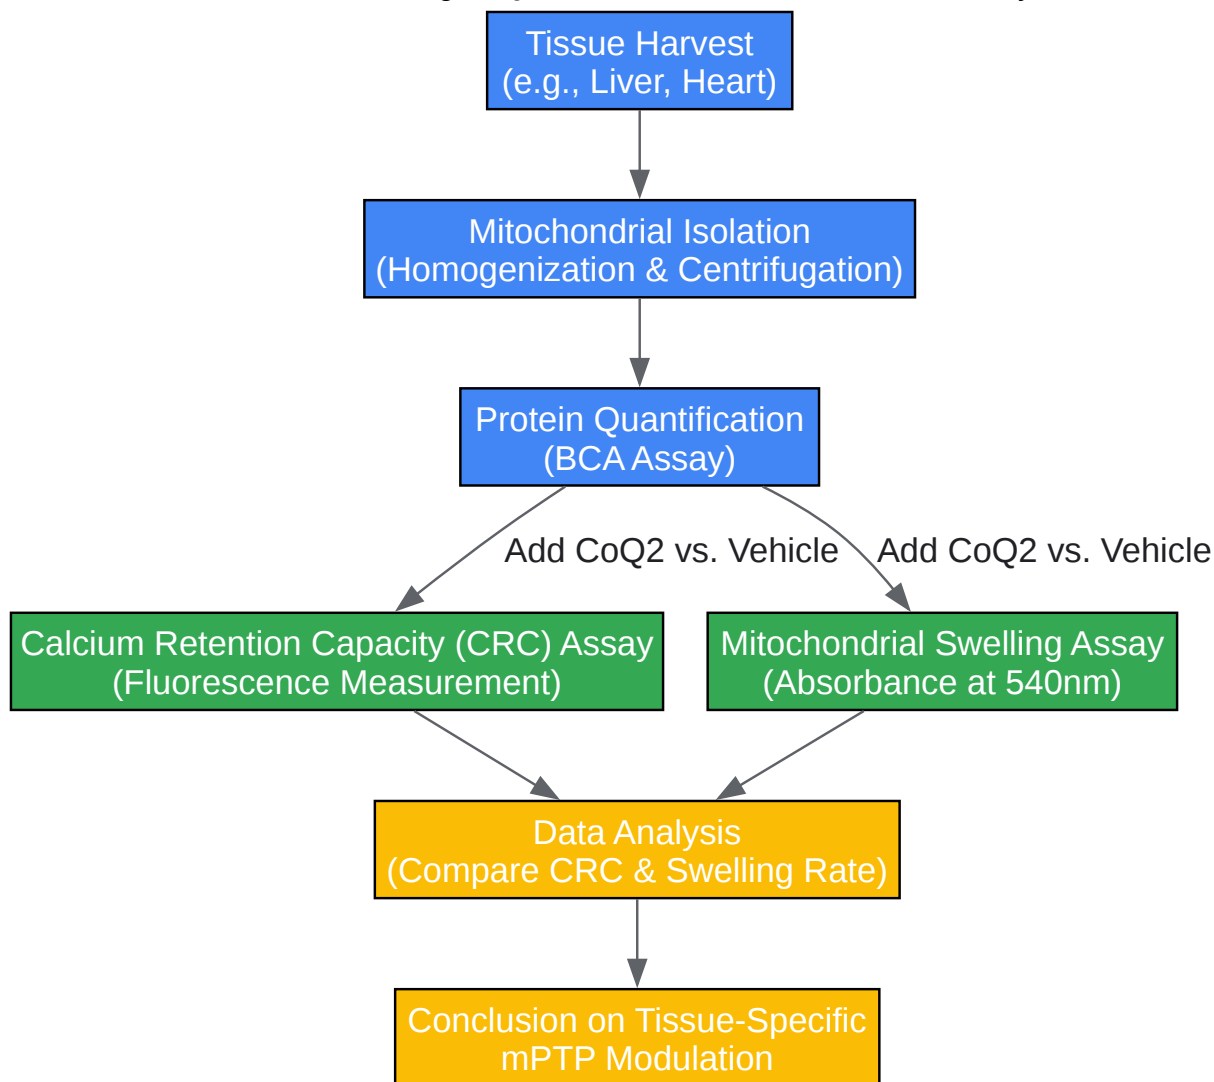 Tissue Harvest
(e.g., Liver, Heart)
Mitochondrial Isolation
(Homogenization & Centrifugation)
Protein Quantification
(BCA Assay)
Add CoQ2 vs. Vehicle
Add CoQ2 vs. Vehicle
Calcium Retention Capacity (CRC) Assay
(Fluorescence Measurement)
Mitochondrial Swelling Assay
(Absorbance at 540nm)
Data Analysis
(Compare CRC & Swelling Rate)
Conclusion on Tissue-Specific
mPTP Modulation